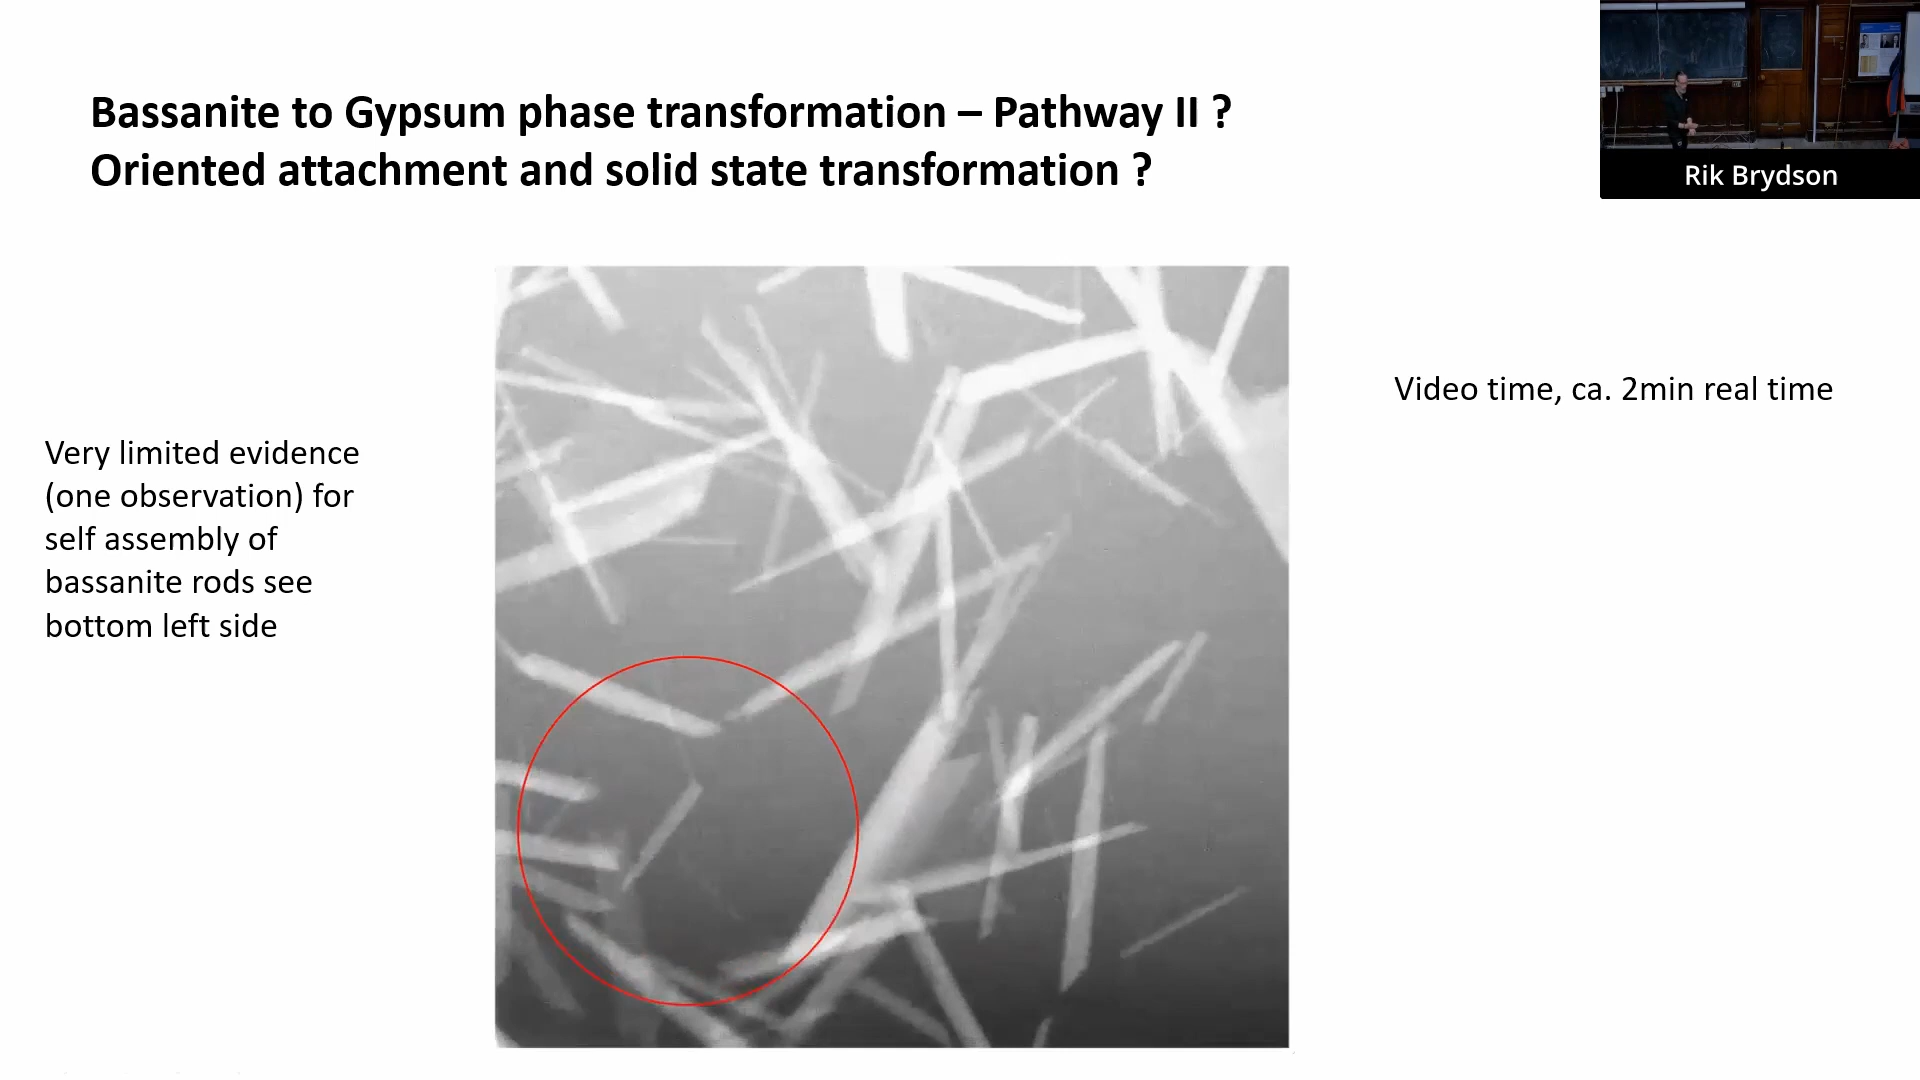 Bassanite to Gypsum phase transformation – Pathway II ?
Oriented attachment and solid state transformation ?
Rik Brydson
Video time, ca. 2min real time
Very limited evidence
(one observation) for
self assembly of
bassanite rods see
bottom left side